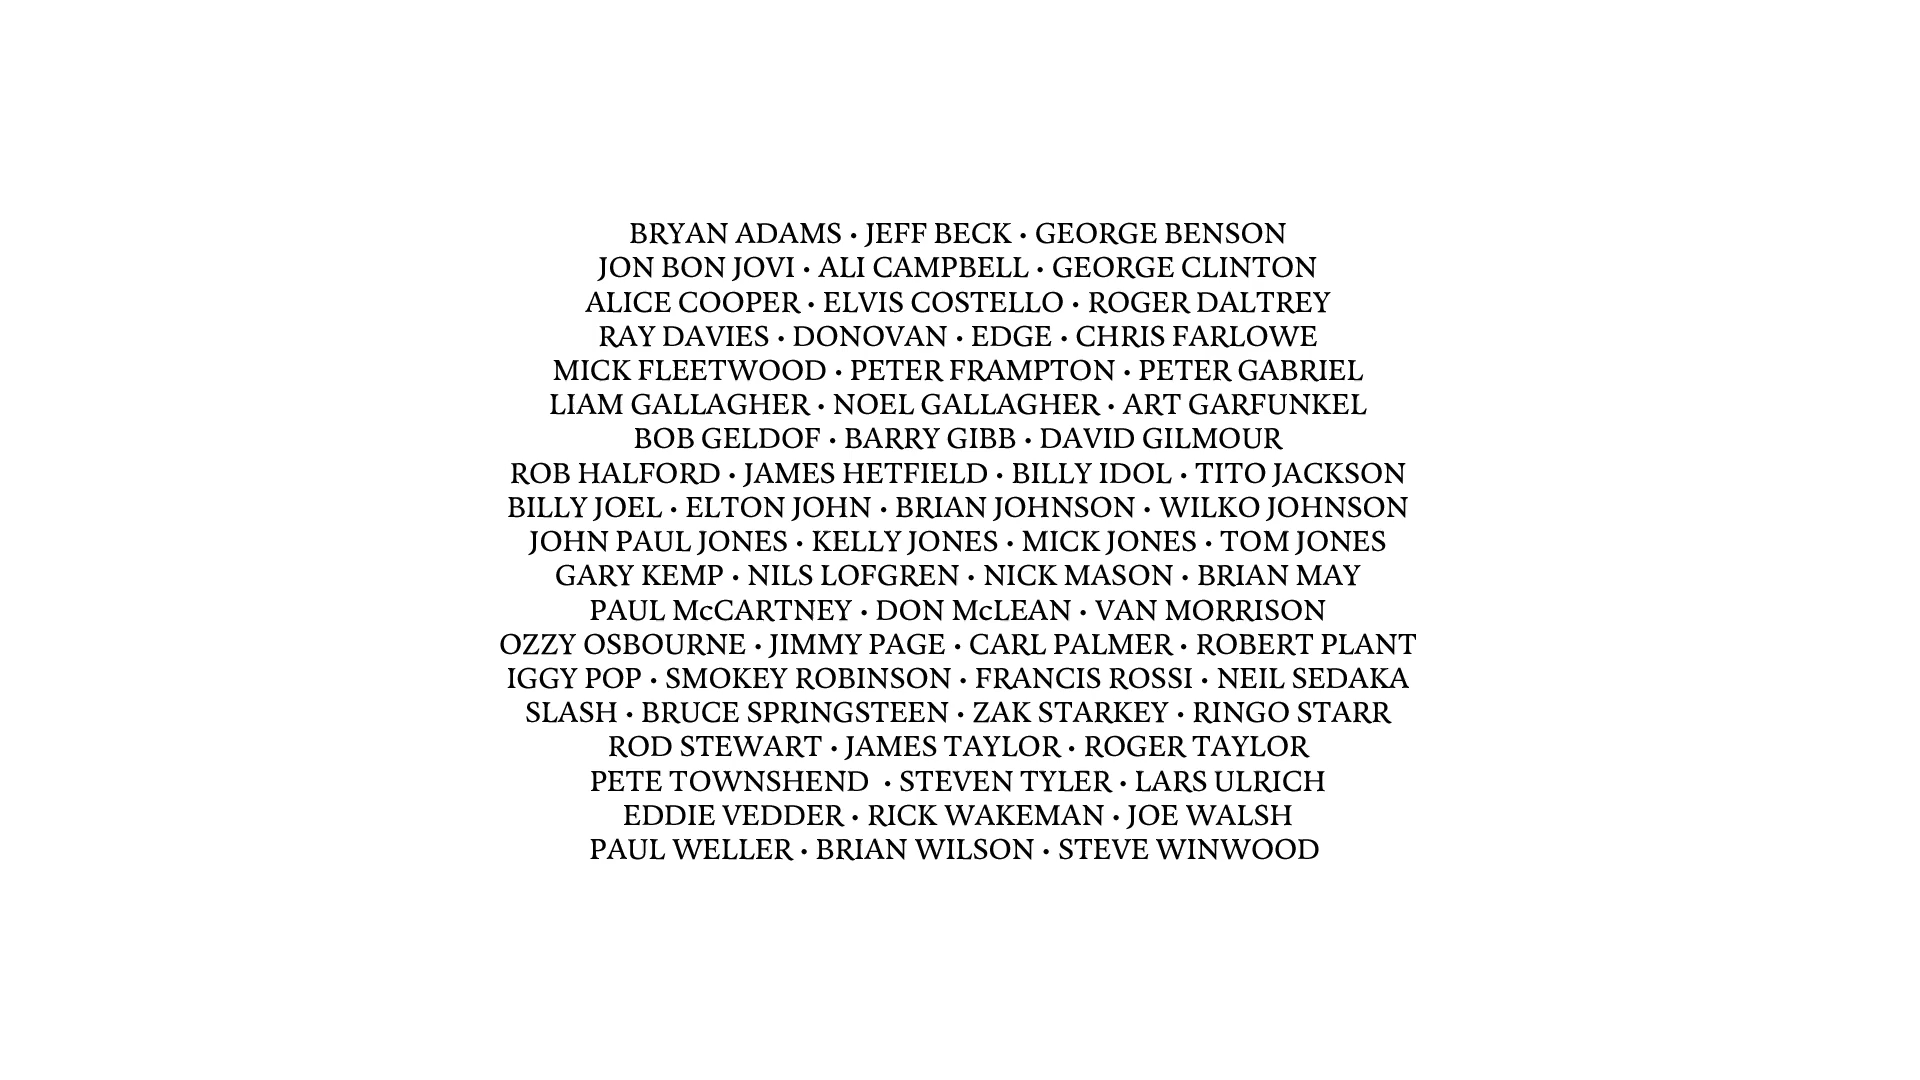 BRYAN ADAMS • JEFF BECK • GEORGE BENSON
JON BON JOVI • ALI CAMPBELL • GEORGE CLINTON
ALICE COOPER • ELVIS COSTELLO • ROGER DALTREY
RAY DAVIES • DONOVAN • EDGE • CHRIS FARLOWE
MICK FLEETWOOD • PETER FRAMPTON • PETER GABRIEL
LIAM GALLAGHER • NOEL GALLAGHER • ART GARFUNKEL
BOB GELDOF • BARRY GIBB • DAVID GILMOUR
ROB HALFORD • JAMES HETFIELD • BILLY IDOL • TITO JACKSON
BILLY JOEL • ELTON JOHN • BRIAN JOHNSON • WILKO JOHNSON
JOHN PAUL JONES • KELLY JONES • MICK JONES • TOM JONES
GARY KEMP • NILS LOFGREN • NICK MASON • BRIAN MAY
PAUL McCARTNEY • DON McLEAN • VAN MORRISON
OZZY OSBOURNE • JIMMY PAGE • CARL PALMER • ROBERT PLANT
IGGY POP • SMOKEY ROBINSON • FRANCIS ROSSI • NEIL SEDAKA
SLASH • BRUCE SPRINGSTEEN • ZAK STARKEY • RINGO STARR
ROD STEWART • JAMES TAYLOR • ROGER TAYLOR
PETE TOWNSHEND • STEVEN TYLER • LARS ULRICH
EDDIE VEDDER • RICK WAKEMAN • JOE WALSH
PAUL WELLER • BRIAN WILSON • STEVE WINWOOD